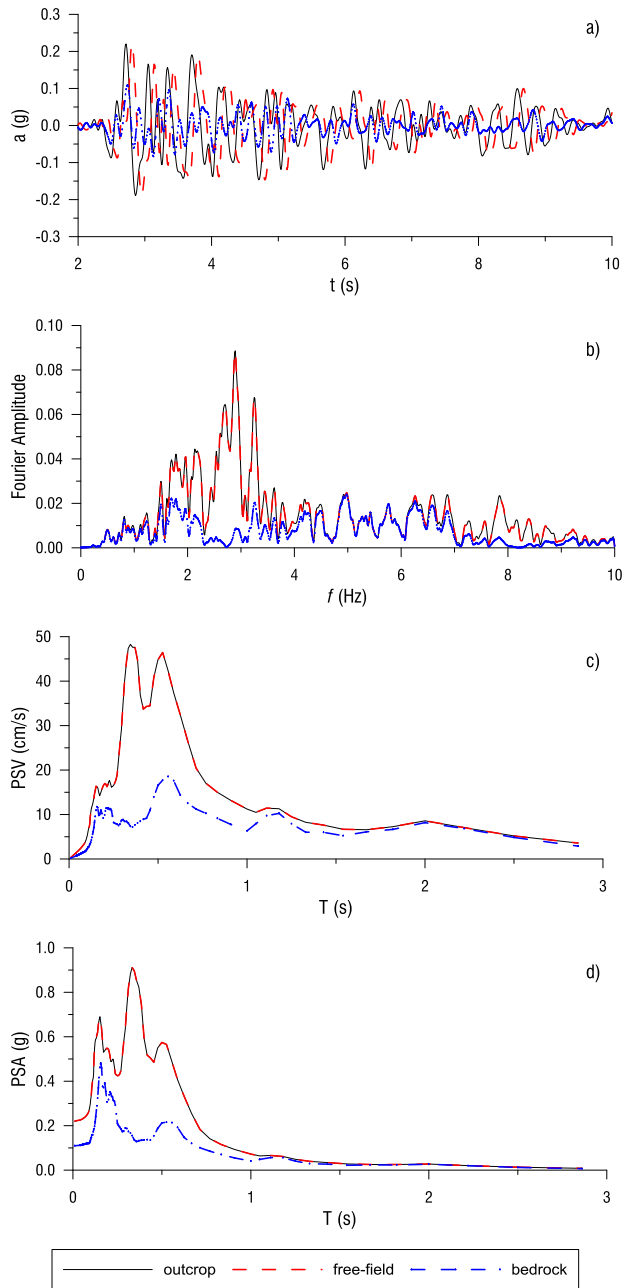 a)
0.3
0.2
0.1
0.0
-0.1
-0.2
-0.3
a (g)
2 4 6 8 10
t (s)
b)
0.10
0.08
0.06
0.04
0.02
0.00
Fourier Amplitude
0 2 4 6 8 10
f (Hz)
c)
50
40
30
20
10
0
PSV (cm/s)
0 1 2 3
T (s)
d)
1.0
0.8
0.6
0.4
0.2
0.0
PSA (g)
0 1 2 3
T (s)
outcrop free-field bedrock